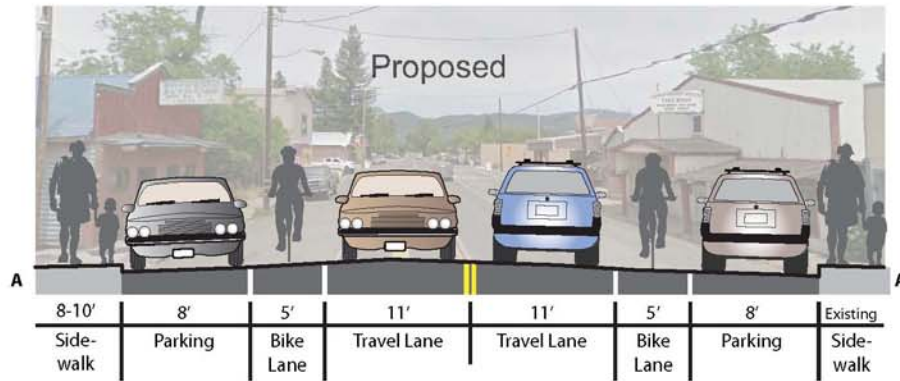 Proposed
A A
8-10' 8' 5' 11' 11' 5' 8' Existing
Side- Parking Bike Travel Lane Travel Lane Bike Parking Side-
walk Lane Lane walk